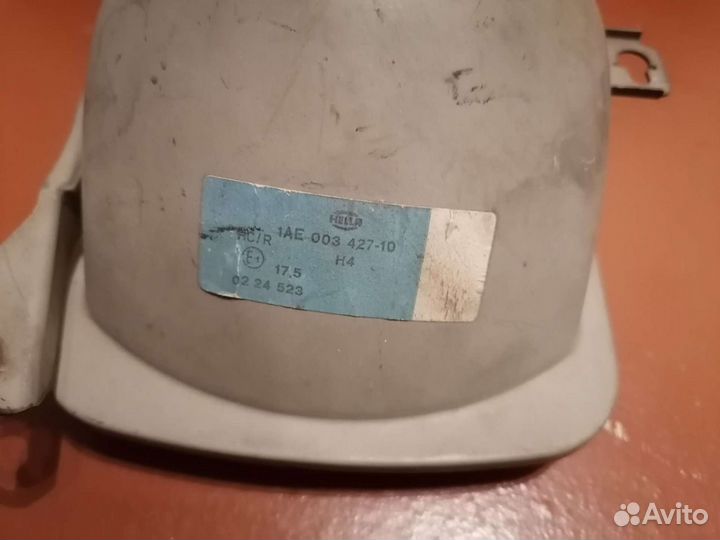 HELLA
1AE 003 427-10
HC/R H4
E1 17.5
02 24 523
Avito